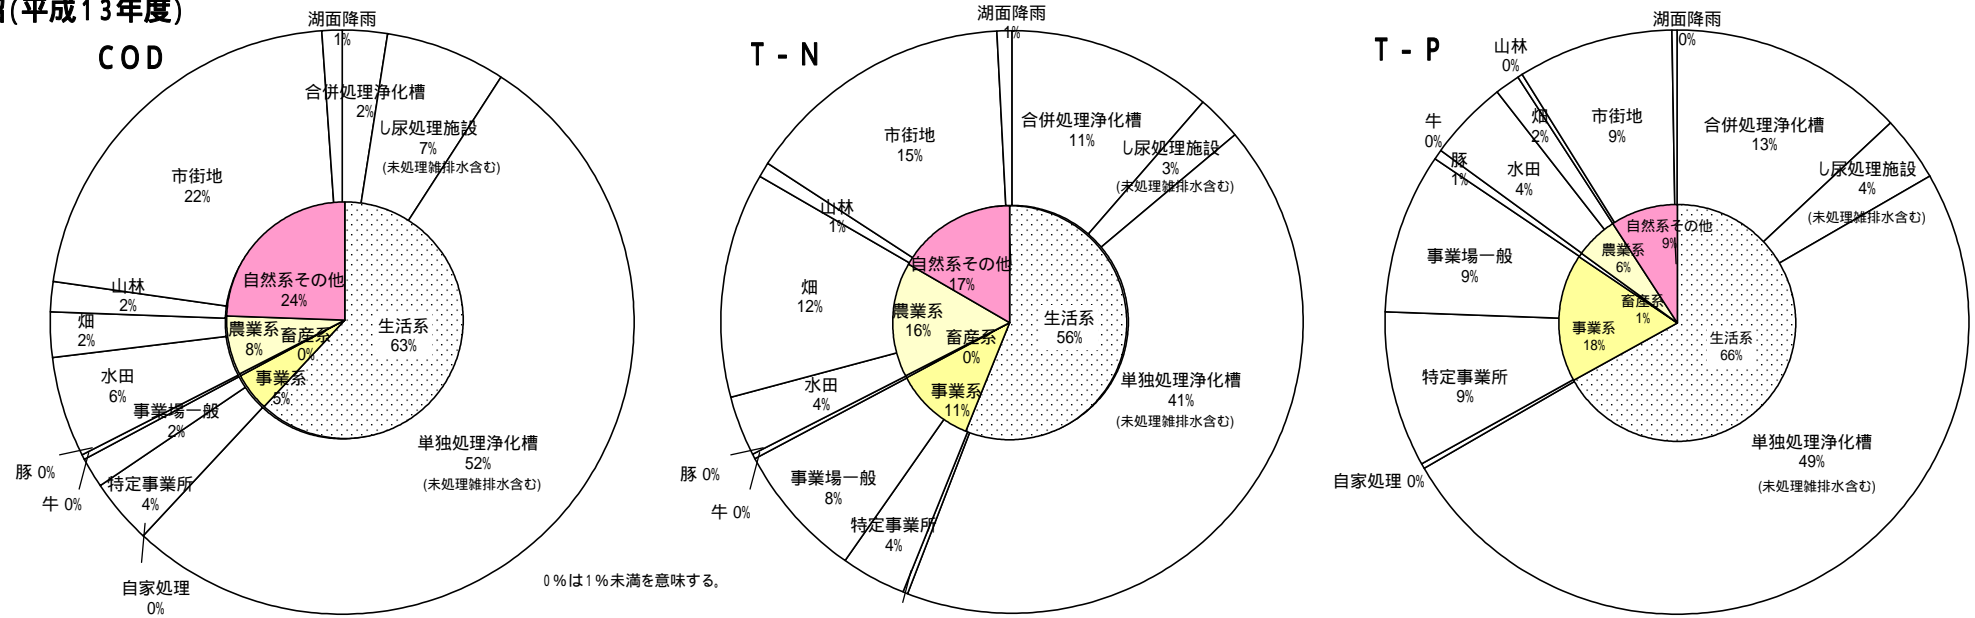 (平成13年度)
COD
湖面降雨
1%
合併処理浄化槽
2%
し尿処理施設
7%
(未処理雑排水含む)
市街地
22%
山林
2%
畑
2%
水田
6%
自然系その他
24%
農業系
8%
畜産系
0%
事業系
5%
生活系
63%
事業場一般
2%
特定事業所
4%
豚 0%
牛 0%
自家処理
0%
単独処理浄化槽
52%
(未処理雑排水含む)
0%は1%未満を意味する。
T-N
湖面降雨
1%
合併処理浄化槽
11%
し尿処理施設
3%
(未処理雑排水含む)
市街地
15%
山林
1%
畑
12%
水田
4%
自然系その他
17%
農業系
16%
畜産系
0%
事業系
11%
生活系
56%
豚 0%
牛 0%
事業場一般
8%
特定事業所
4%
単独処理浄化槽
41%
(未処理雑排水含む)
T-P
湖面降雨
0%
山林
0%
市街地
9%
合併処理浄化槽
13%
し尿処理施設
4%
(未処理雑排水含む)
畑
2%
牛
0%
豚
1%
水田
4%
自然系その他
9%
農業系
6%
畜産系
1%
事業系
18%
生活系
66%
事業場一般
9%
特定事業所
9%
自家処理 0%
単独処理浄化槽
49%
(未処理雑排水含む)